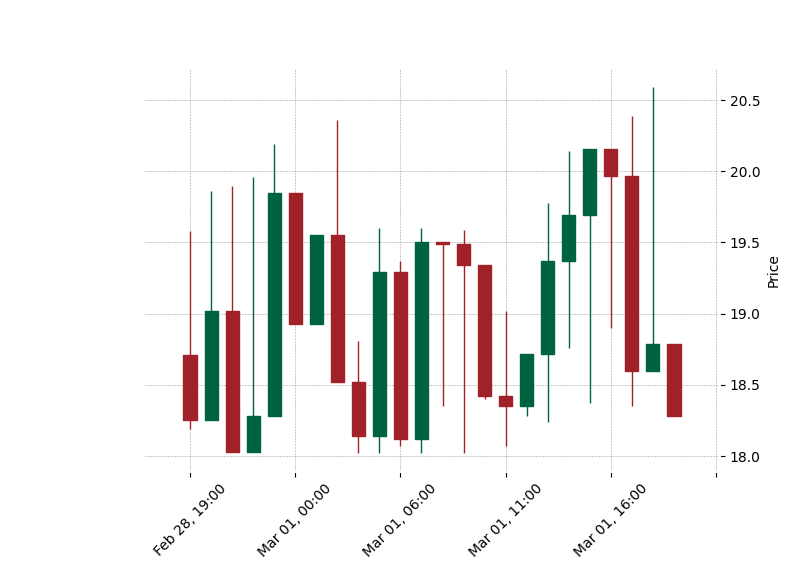 20.5
20.0
19.5
19.0
18.5
18.0
Price
Feb 28, 19:00
Mar 01, 00:00
Mar 01, 06:00
Mar 01, 11:00
Mar 01, 16:00